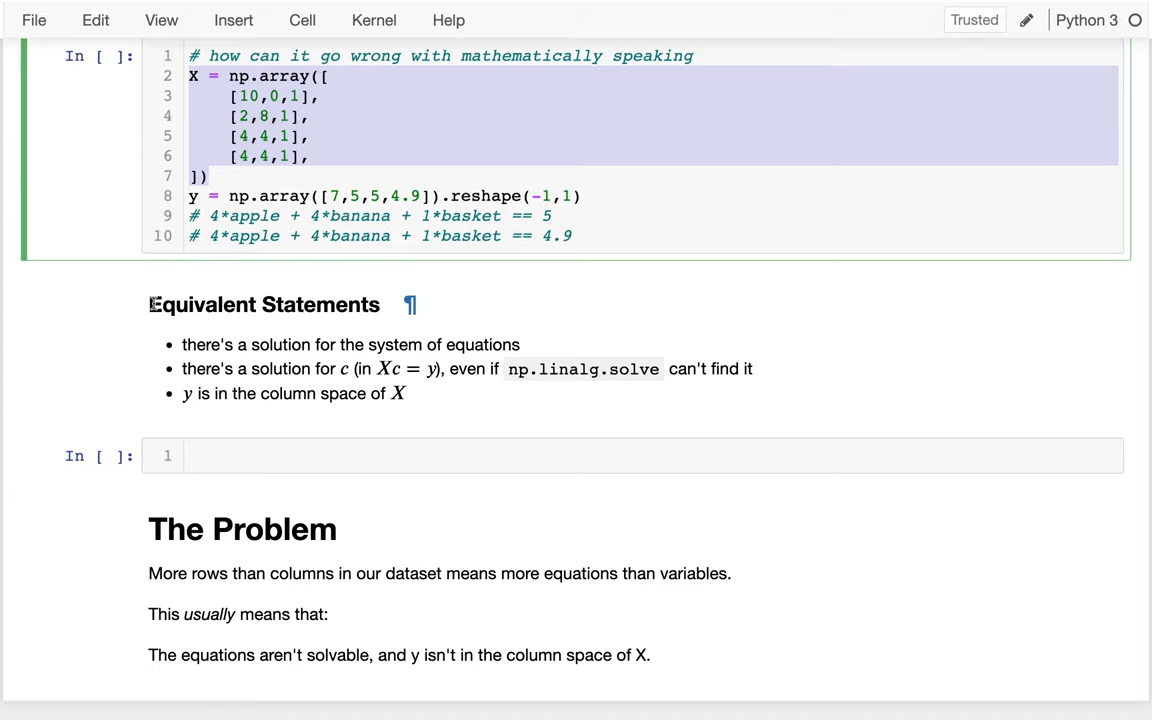 File Edit View Insert Cell Kernel Help Trusted Python 3
In [ ]: 1 # how can it go wrong with mathematically speaking
2 X = np.array([
3 [10,0,1],
4 [2,8,1],
5 [4,4,1],
6 [4,4,1],
7 ])
8 y = np.array([7,5,5,4.9]).reshape(-1,1)
9 # 4*apple + 4*banana + 1*basket == 5
10 # 4*apple + 4*banana + 1*basket == 4.9
Equivalent Statements ¶
• there's a solution for the system of equations
• there's a solution for c (in Xc = y), even if np.linalg.solve can't find it
• y is in the column space of X
In [ ]: 1
The Problem
More rows than columns in our dataset means more equations than variables.
This usually means that:
The equations aren't solvable, and y isn't in the column space of X.